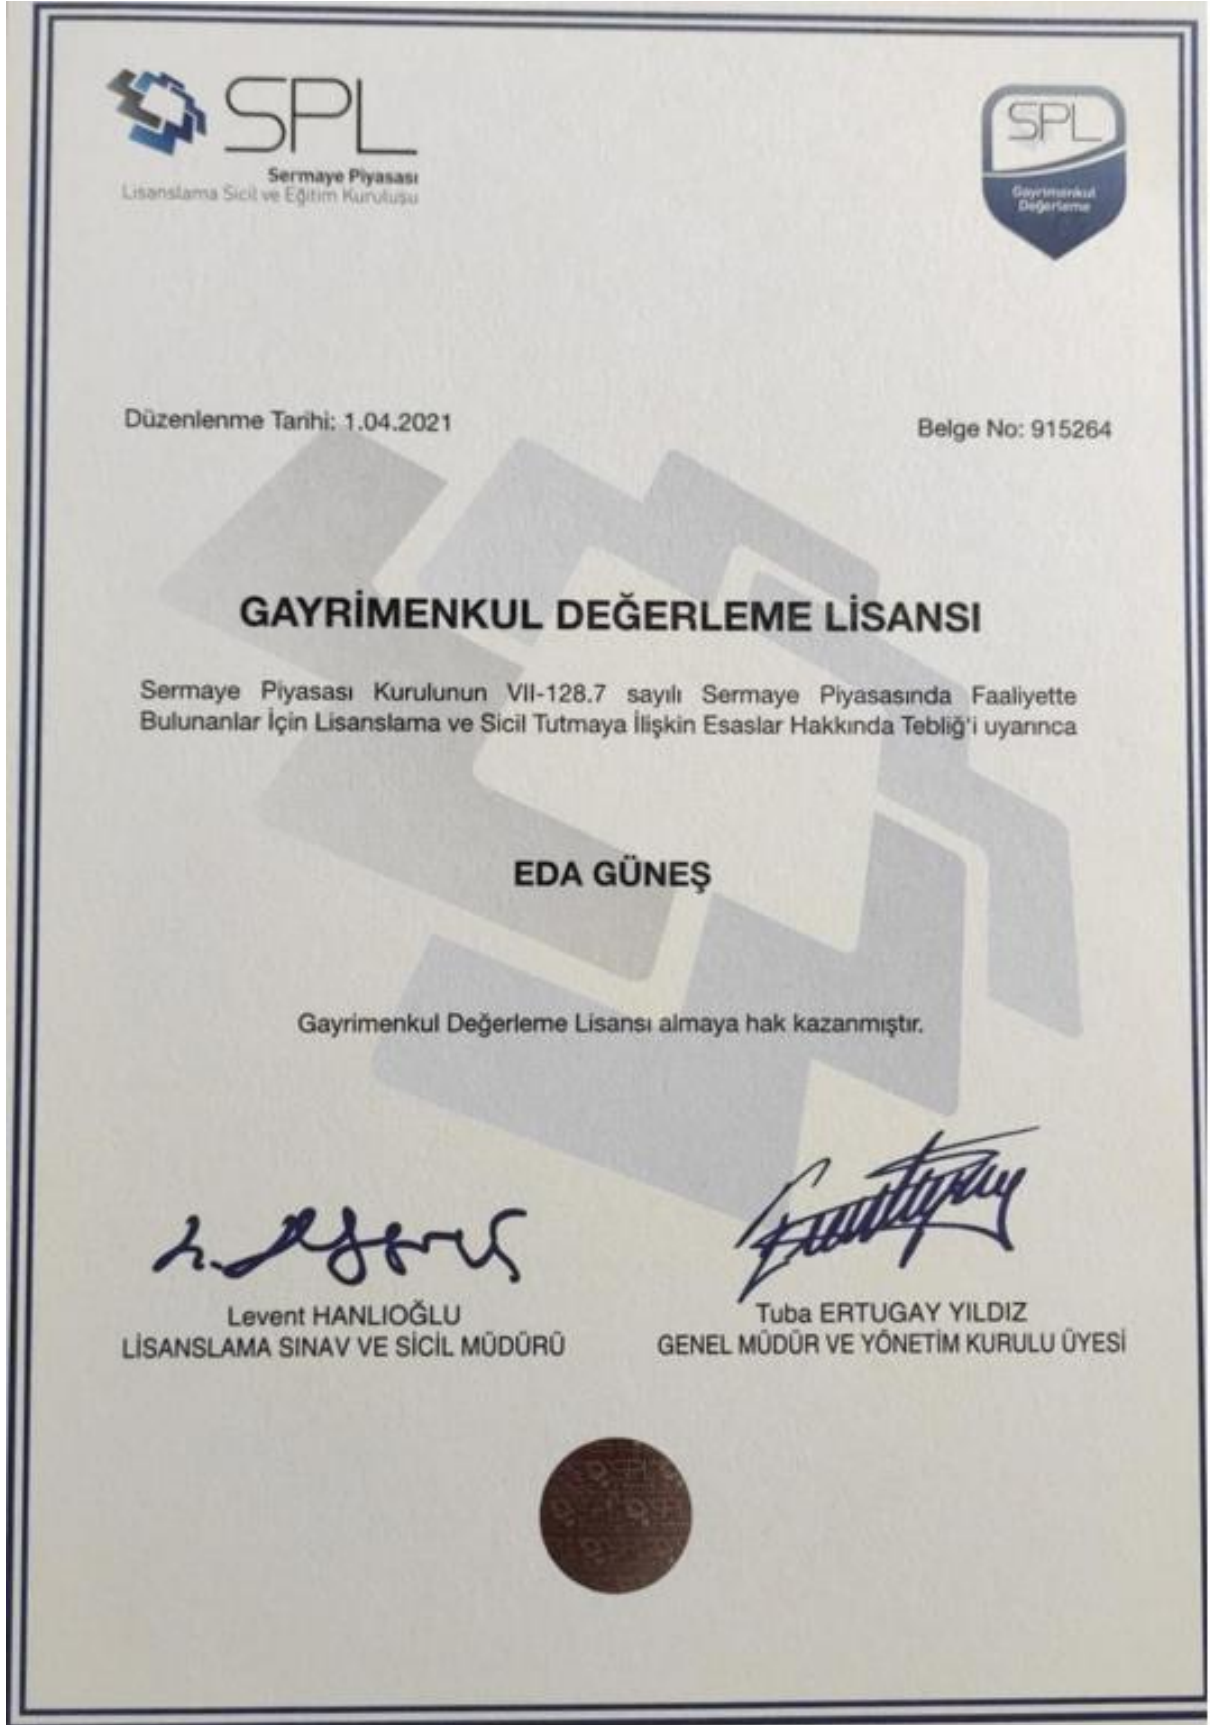 SPL
Sermaye Piyasası
Lisanslama Sicil ve Eğitim Kuruluşu
SPL
Gayrimenkul
Değerleme
Düzenlenme Tarihi: 1.04.2021
Belge No: 915264
GAYRİMENKUL DEĞERLEME LİSANSI
Sermaye Piyasası Kurulunun VII-128.7 sayılı Sermaye Piyasasında Faaliyette
Bulunanlar İçin Lisanslama ve Sicil Tutmaya İlişkin Esaslar Hakkında Tebliğ'i uyarınca
EDA GÜNEŞ
Gayrimenkul Değerleme Lisansı almaya hak kazanmıştır.
Levent HANLIOĞLU
LİSANSLAMA SINAV VE SİCİL MÜDÜRÜ
Tuba ERTUGAY YILDIZ
GENEL MÜDÜR VE YÖNETİM KURULU ÜYESİ